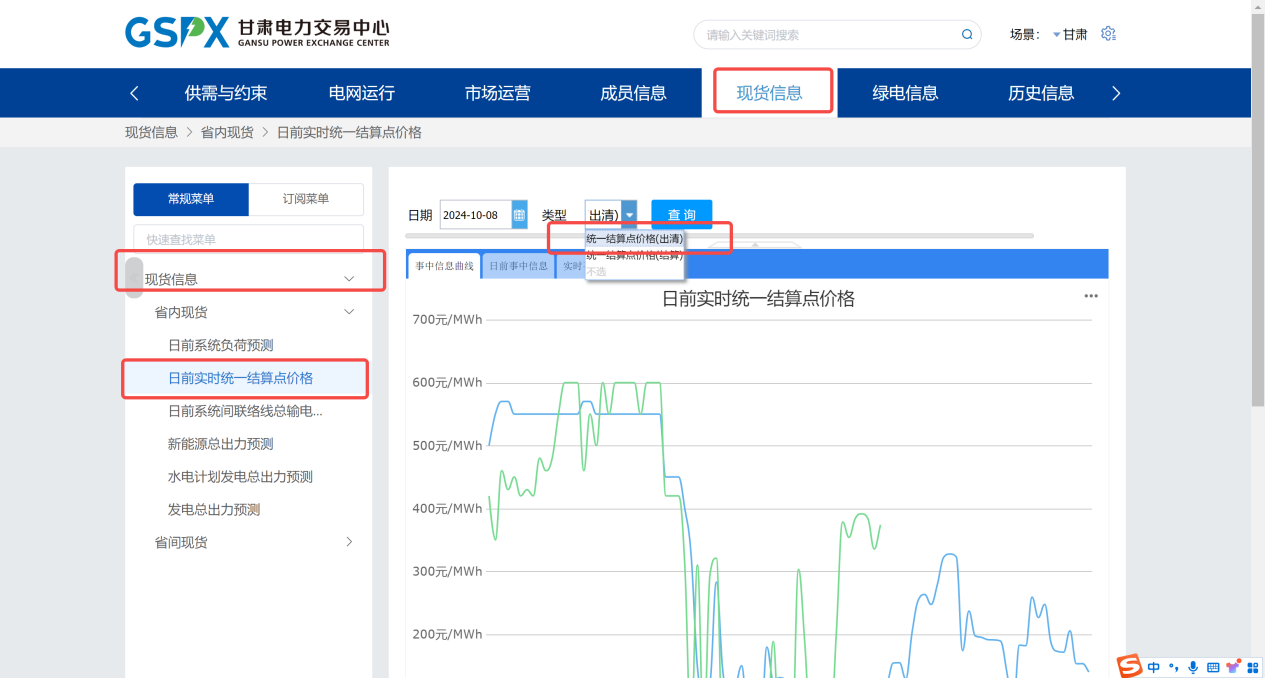 GSPX 甘肃电力交易中心
GANSU POWER EXCHANGE CENTER
请输入关键词搜索
场景： 甘肃
供需与约束 电网运行 市场运营 成员信息 现货信息 绿电信息 历史信息
现货信息 > 省内现货 > 日前实时统一结算点价格
常规菜单 订阅菜单
快速查找菜单
现货信息
省内现货
日前系统负荷预测
日前实时统一结算点价格
日前系统间联络线总输电...
新能源总出力预测
水电计划发电总出力预测
发电总出力预测
省间现货
日期 2024-10-08 类型 出清) 查询
统一结算点价格(出清)
统一结算点价格(结算)
不选
事中信息曲线 日前事中信息 实时
日前实时统一结算点价格
700元/MWh
600元/MWh
500元/MWh
400元/MWh
300元/MWh
200元/MWh
中